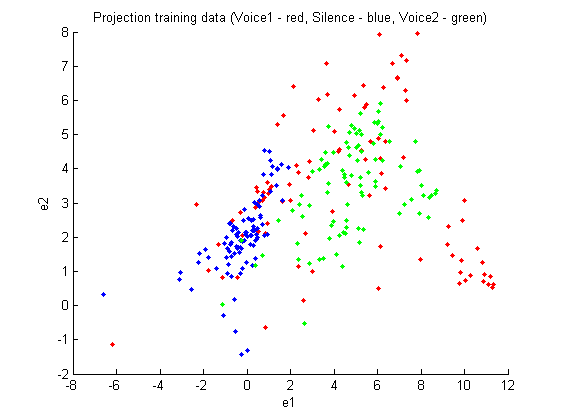 Projection training data (Voice1 - red, Silence - blue, Voice2 - green)
8
7
6
5
4
3
2
1
0
-1
-2
e2
-8 -6 -4 -2 0 2 4 6 8 10 12
e1